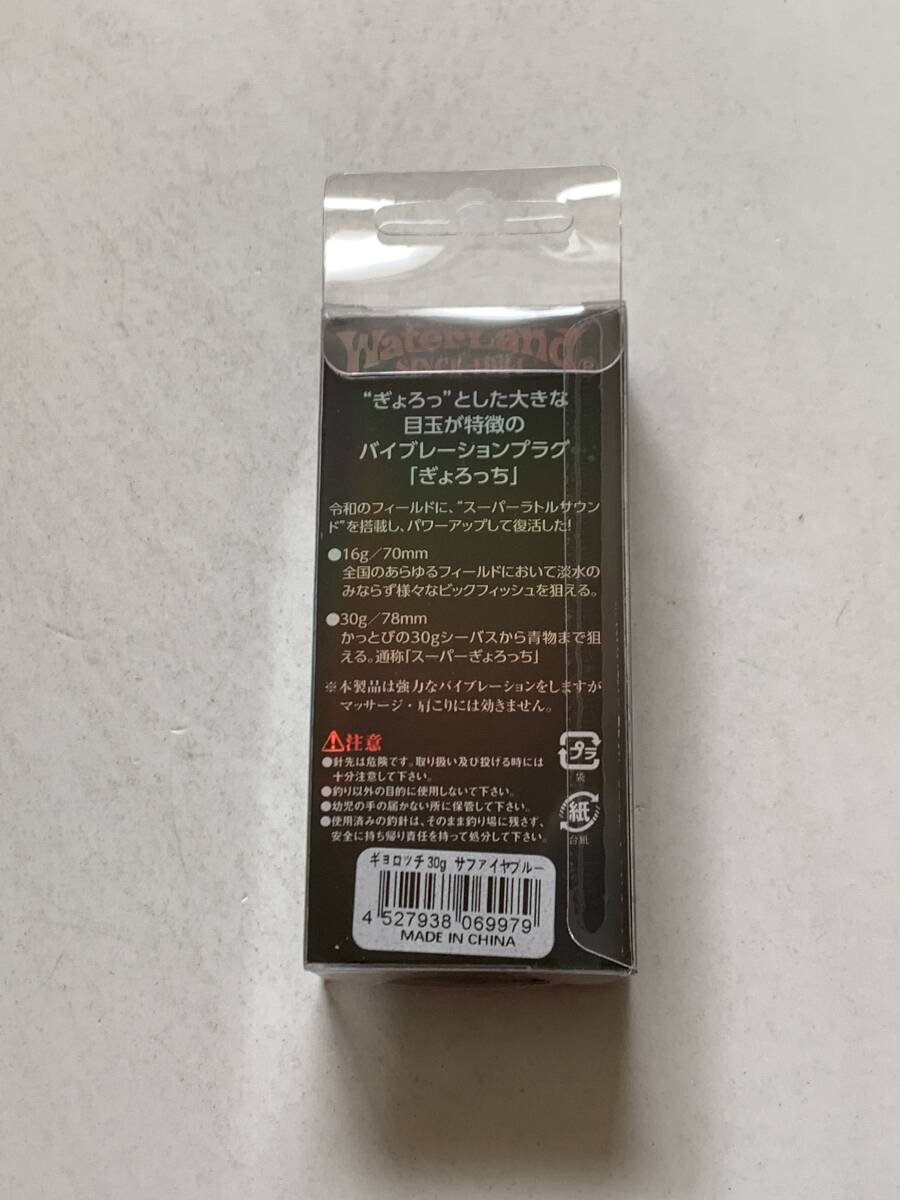 WaterLand
"ぎょろっ"とした大きな
目玉が特徴の
バイブレーションプラグ
「ぎょろっち」
令和のフィールドに、"スーパーラトルサウン
ド"を搭載し、パワーアップして復活した!
●16g/70mm
全国のあらゆるフィールドにおいて淡水の
みならず様々なビックフィッシュを狙える。
●30g/78mm
かっとびの30gシーバスから青物まで狙
える。通称「スーパーぎょろっち」
※本製品は強力なバイブレーションをしますが
マッサージ・肩こりには効きません。
注意
●針先は危険です。取り扱い及び投げる時には
十分注意して下さい。
●釣り以外の目的に使用しないで下さい。
●幼児の手の届かない所に保管して下さい。
●使用済みの釣針は、そのまま釣り場に残さず、
安全に持ち帰り責任を持って処分して下さい。
プラ
袋
紙
台紙
ギョロッチ30g サファイヤブルー
4 527938 069979
MADE IN CHINA